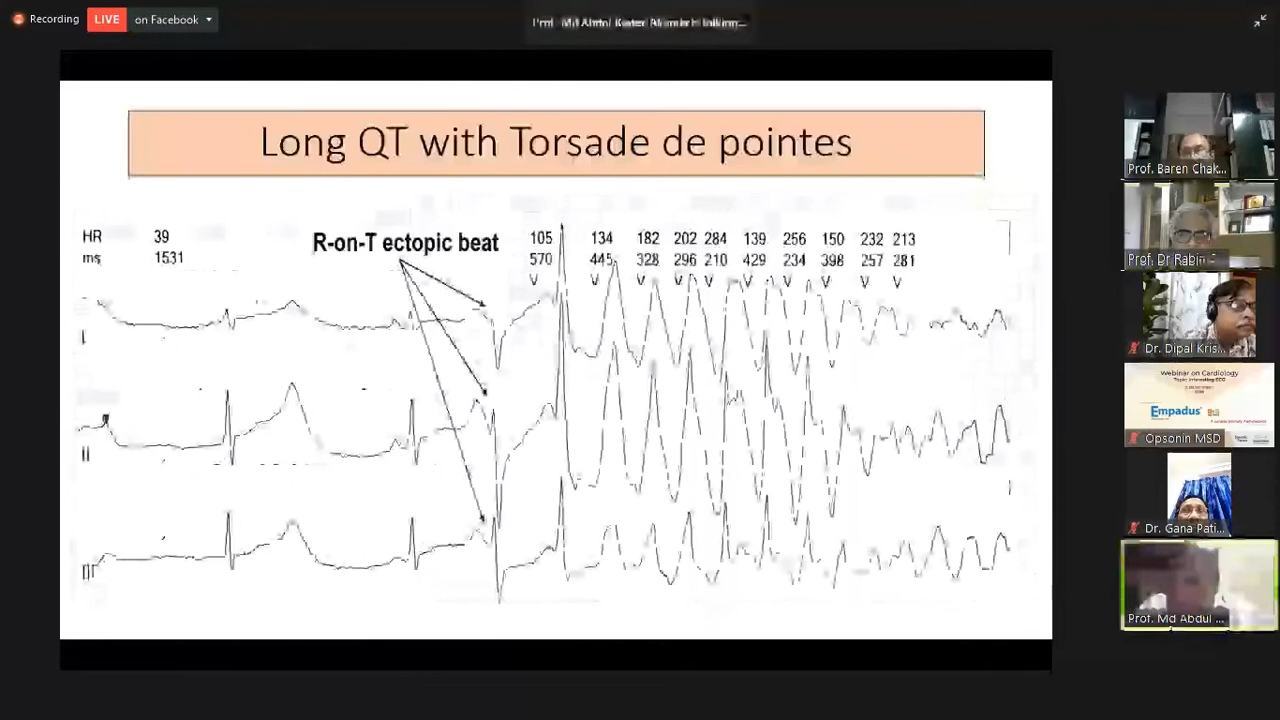 Recording
LIVE
on Facebook
Long QT with Torsade de pointes
HR 39
ms 1531
R-on-T ectopic beat
105 134 182 202 284 139 256 150 232 213
570 445 328 296 210 429 234 398 257 281
V V V V V V V V V V
I
II
III
Prof. Baren Chak...
Prof. Dr Rabin
Dr. Dipal Kris...
Webinar on Cardiology
Topic: Interesting ECG
Empadus
Opsonin MSD
Dr. Gana Pati...
Prof. Md Abdul ...